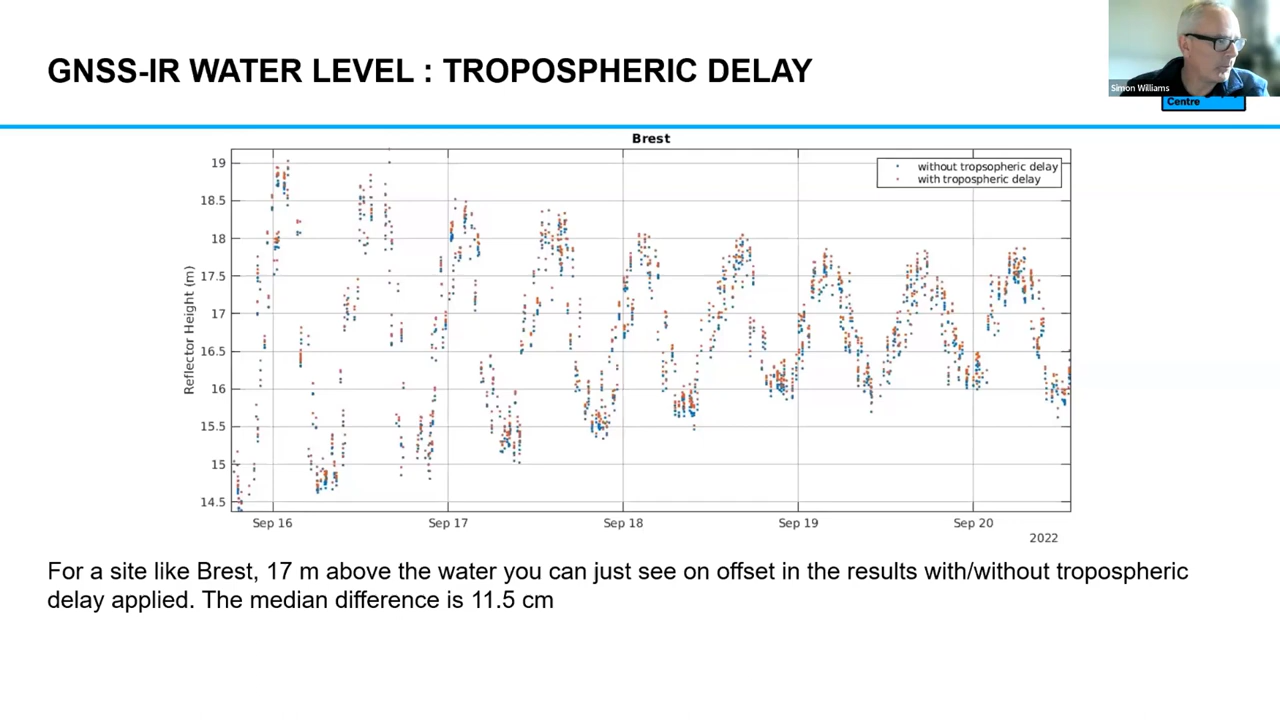 GNSS-IR WATER LEVEL : TROPOSPHERIC DELAY
Simon Williams
Centre
Brest
without tropsopheric delay
with tropospheric delay
Reflector Height (m)
19
18.5
18
17.5
17
16.5
16
15.5
15
14.5
Sep 16 Sep 17 Sep 18 Sep 19 Sep 20
2022
For a site like Brest, 17 m above the water you can just see on offset in the results with/without tropospheric
delay applied. The median difference is 11.5 cm